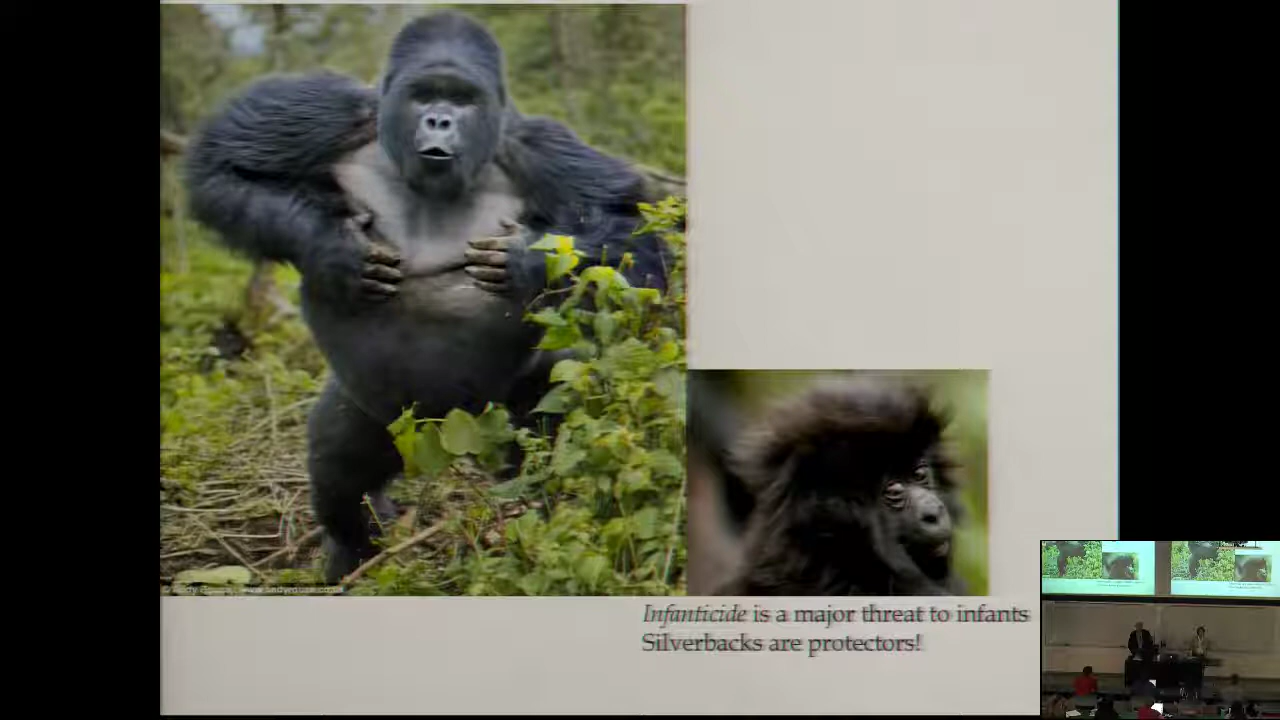 Infanticide is a major threat to infants
Silverbacks are protectors!